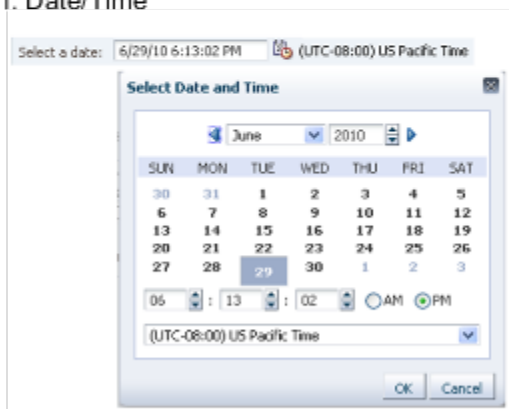 1. Date/Time
Select a date: 6/29/10 6:13:02 PM (UTC-08:00) US Pacific Time
Select Date and Time
June 2010
SUN MON TUE WED THU FRI SAT
30 31 1 2 3 4 5
6 7 8 9 10 11 12
13 14 15 16 17 18 19
20 21 22 23 24 25 26
27 28 29 30 1 2 3
06 : 13 : 02 AM PM
(UTC-08:00) US Pacific Time
OK Cancel